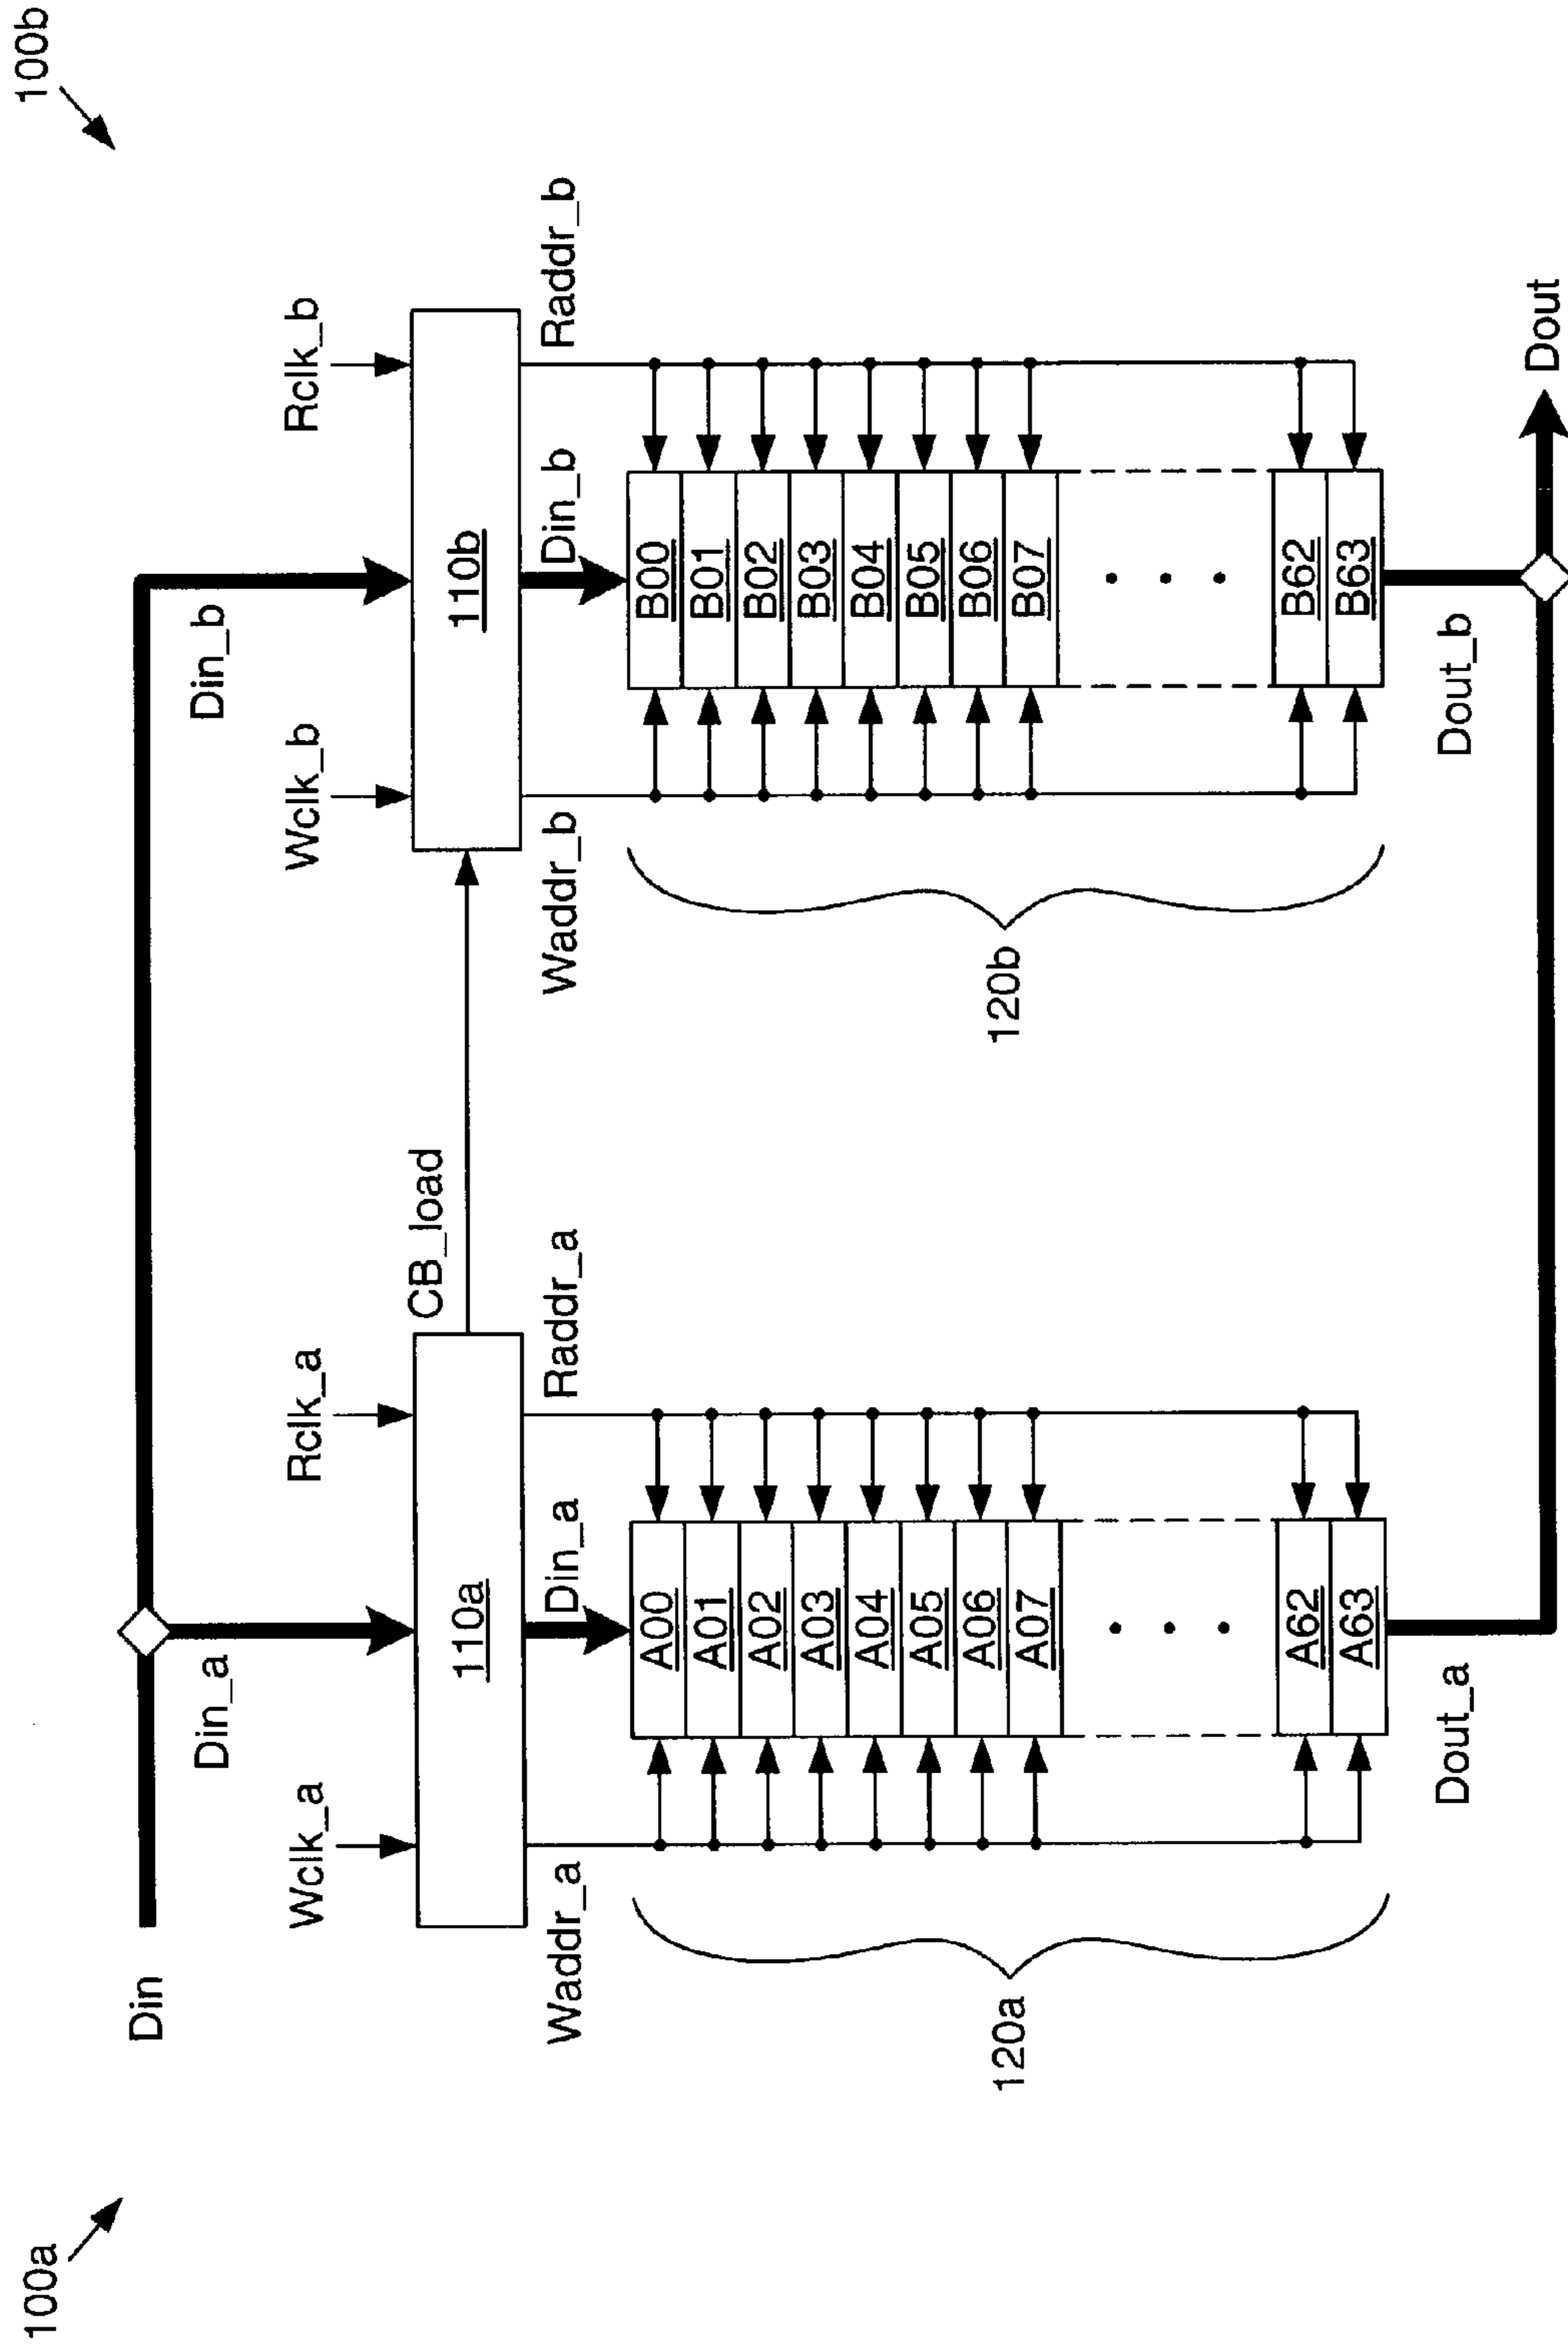 100a
100b
Din
Din_a
Din_b
Wclk_a
Rclk_a
Wclk_b
Rclk_b
110a
CB_load
110b
Waddr_a
Din_a
Raddr_a
Waddr_b
Din_b
Raddr_b
A00
A01
A02
A03
A04
A05
A06
A07
A62
A63
120a
B00
B01
B02
B03
B04
B05
B06
B07
B62
B63
120b
Dout_a
Dout_b
Dout